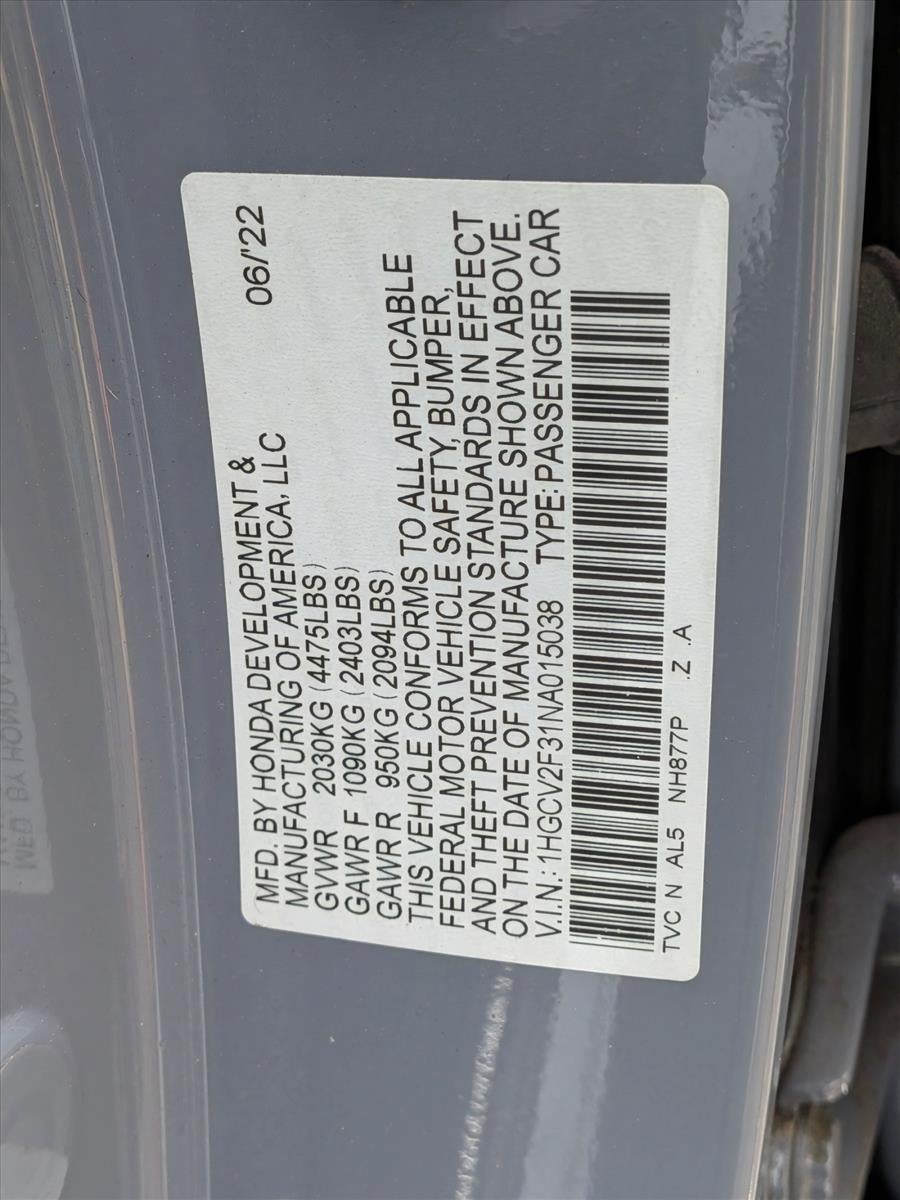 MFD. BY HONDA DEVELOPMENT &
MANUFACTURING OF AMERICA, LLC 06/'22
GVWR 2030KG (4475LBS)
GAWR F 1090KG (2403LBS)
GAWR R 950KG (2094LBS)
THIS VEHICLE CONFORMS TO ALL APPLICABLE
FEDERAL MOTOR VEHICLE SAFETY, BUMPER,
AND THEFT PREVENTION STANDARDS IN EFFECT
ON THE DATE OF MANUFACTURE SHOWN ABOVE.
V.I.N.: 1HGCV2F31NA015038 TYPE:PASSENGER CAR
TVC N AL5 NH877P .Z .A